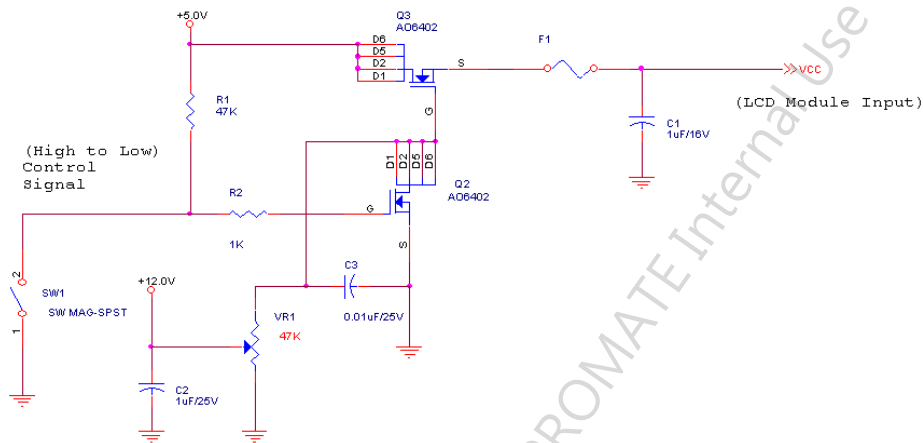 +5.0V
Q3
AO6402
D6
D5
D2
D1
S
G
F1
VCC
(LCD Module Input)
C1
1uF/16V
R1
47K
(High to Low)
Control
Signal
R2
1K
D1
D2
D5
D6
Q2
AO6402
G
S
2
SW1
SW MAG-SPST
1
+12.0V
C3
0.01uF/25V
VR1
47K
C2
1uF/25V
PROMATE Internal Use